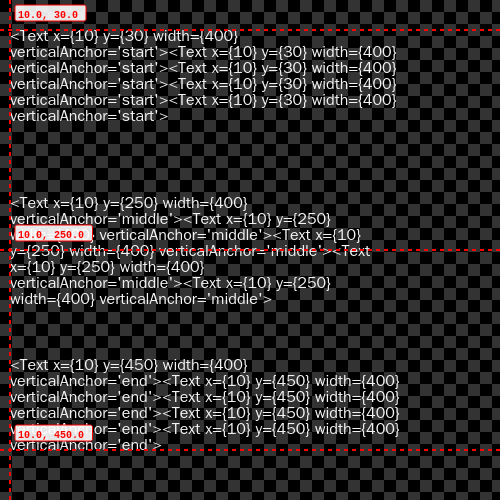 10.0, 30.0
<Text x={10} y={30} width={400}
verticalAnchor='start'><Text x={10} y={30} width={400}
verticalAnchor='start'><Text x={10} y={30} width={400}
verticalAnchor='start'><Text x={10} y={30} width={400}
verticalAnchor='start'><Text x={10} y={30} width={400}
verticalAnchor='start'>
<Text x={10} y={250} width={400}
verticalAnchor='middle'><Text x={10} y={250}
verticalAnchor='middle'><Text x={10}
10.0, 250.0
y={250} width={400} verticalAnchor='middle'><Text
x={10} y={250} width={400}
verticalAnchor='middle'><Text x={10} y={250}
width={400} verticalAnchor='middle'>
<Text x={10} y={450} width={400}
verticalAnchor='end'><Text x={10} y={450} width={400}
verticalAnchor='end'><Text x={10} y={450} width={400}
verticalAnchor='end'><Text x={10} y={450} width={400}
verticalAnchor='end'><Text x={10} y={450} width={400}
10.0, 450.0
verticalAnchor='end'>